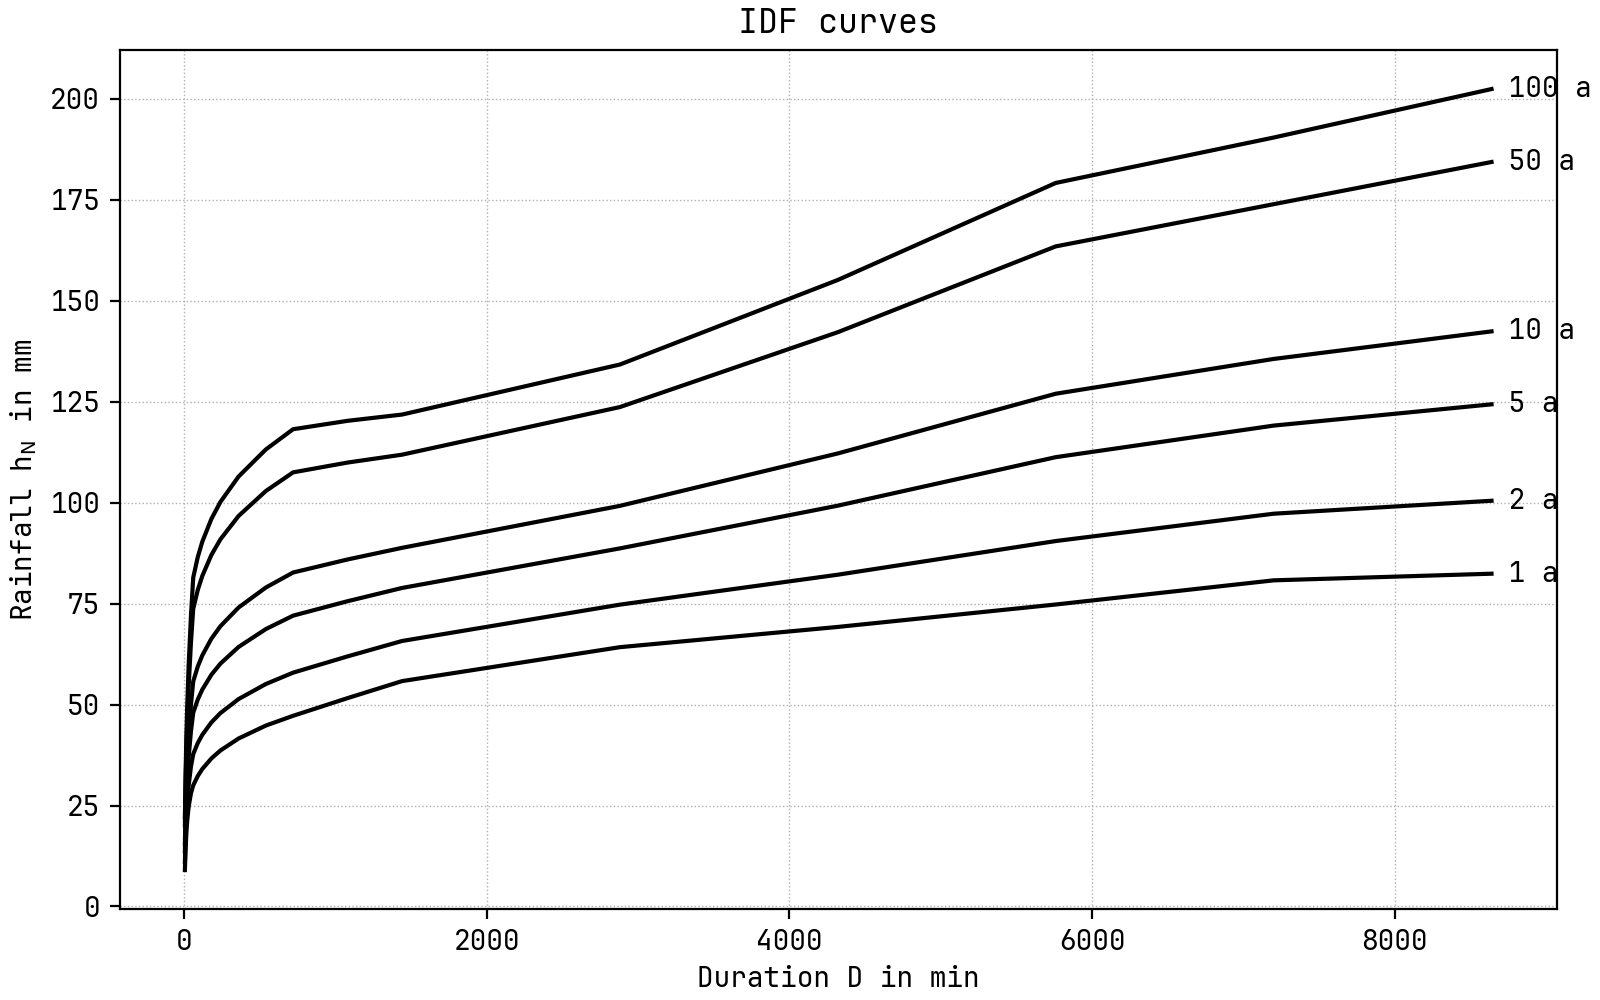 IDF curves
200
175
150
125
100
75
50
25
0
Rainfall hN in mm
100 a
50 a
10 a
5 a
2 a
1 a
0 2000 4000 6000 8000
Duration D in min